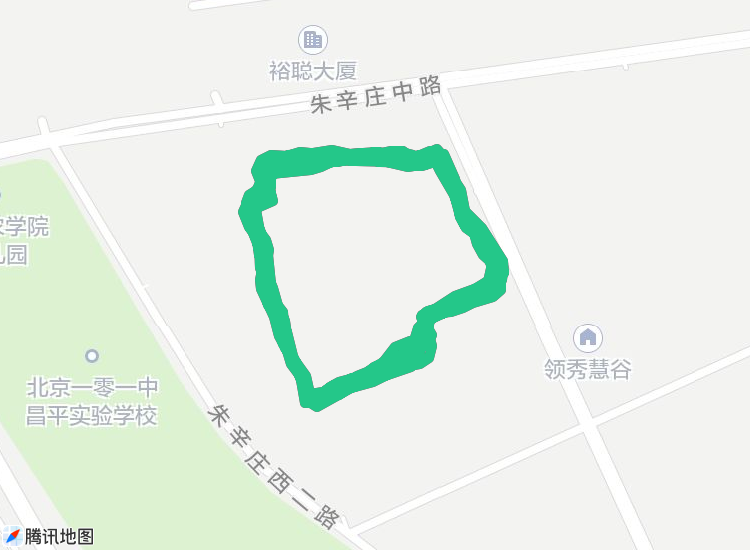 裕聪大厦
朱辛庄中路
农学院
儿园
领秀慧谷
北京一零一中
昌平实验学校
朱辛庄西二路
腾讯地图